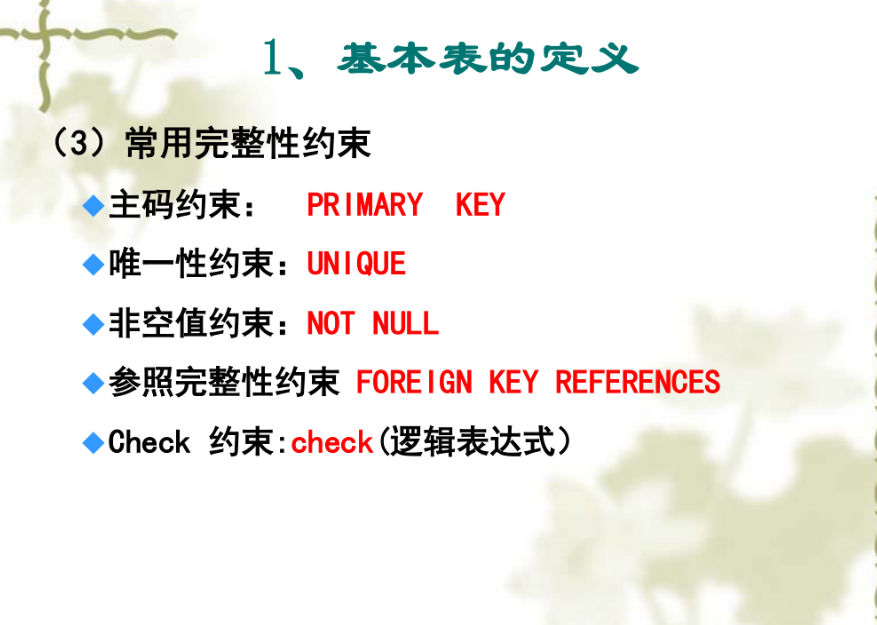 1、基本表的定义
（3）常用完整性约束
◆主码约束： PRIMARY KEY
◆唯一性约束：UNIQUE
◆非空值约束：NOT NULL
◆参照完整性约束 FOREIGN KEY REFERENCES
◆Check 约束:check(逻辑表达式）